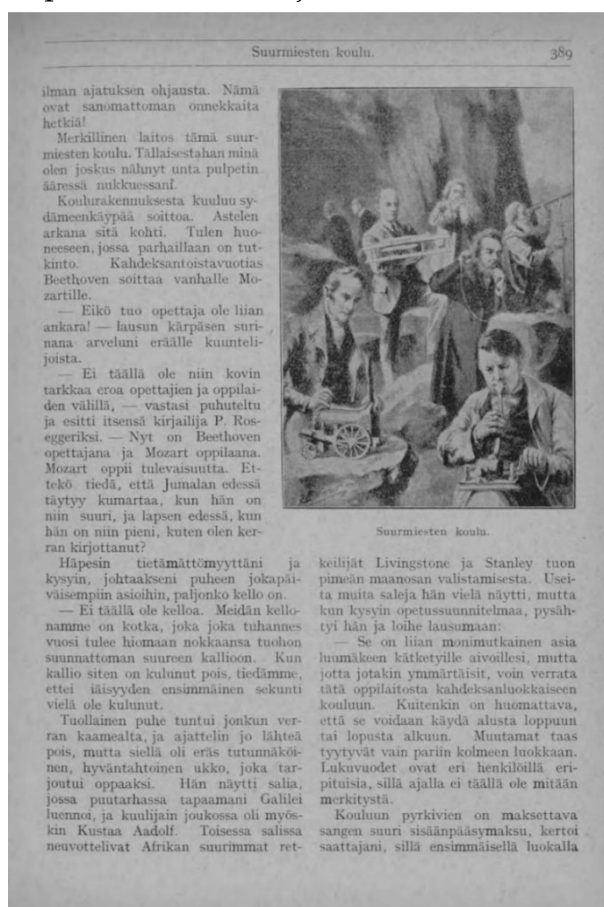 Suurmiesten koulu. 389
ilman ajatuksen ohjausta. Nämä
ovat sanomattoman onnekkaita
hetkiä!
Merkillinen laitos tämä suur-
miesten koulu. Tällaisestahan minä
olen joskus nähnyt unta pulpetin
ääressä nukkuessani.
Koulurakennuksesta kuuluu sy-
dämeenkäypää soittoa. Astelen
arkana sitä kohti. Tulen huo-
neeseen, jossa parhaillaan on tut-
kinto. Kahdeksantoistavuotias
Beethoven soittaa vanhalle Mo-
zartille.
— Eikö tuo opettaja ole liian
ankara! — lausun kärpäsen suri-
nana arveluni eräälle kuunteli-
joista.
— Ei täällä ole niin kovin
tarkkaa eroa opettajien ja oppilai-
den välillä, — vastasi puhuteltu
ja esitti itsensä kirjailija P. Ros-
eggeriksi. — Nyt on Beethoven
opettajana ja Mozart oppilaana.
Mozart oppii tulevaisuutta. Et-
tekö tiedä, että Jumalan edessä
täytyy kumartaa, kun hän on
niin suuri, ja lapsen edessä, kun
hän on niin pieni, kuten olen ker-
ran kirjottanut?
Häpesin tietämättömyyttäni ja
kysyin, johtaakseni puheen jokapäi-
väisempiin asioihin, paljonko kello on.
— Ei täällä ole kelloa. Meidän kello-
namme on kotka, joka joka tuhannes
vuosi tulee hiomaan nokkaansa tuohon
suunnattoman suureen kallioon. Kun
kallio siten on kulunut pois, tiedämme,
ettei iäisyyden ensimmäinen sekunti
vielä ole kulunut.
Tuollainen puhe tuntui jonkun ver-
ran kaamealta, ja ajattelin jo lähteä
pois, mutta siellä oli eräs tutunnäköi-
nen, hyväntahtoinen ukko, joka tar-
joutui oppaaksi. Hän näytti salia,
jossa puutarhassa tapaamani Galilei
luennoi, ja kuulijain joukossa oli myös-
kin Kustaa Aadolf. Toisessa salissa
neuvottelivat Afrikan suurimmat ret-
Suurmiesten koulu.
keilijät Livingstone ja Stanley tuon
pimeän maanosan valistamisesta. Usei-
ta muita saleja hän vielä näytti, mutta
kun kysyin opetussuunnitelmaa, pysäh-
tyi hän ja loihe lausumaan:
— Se on liian monimutkainen asia
luumäkeen kätketyille aivoillesi, mutta
jotta jotakin ymmärtäisit, voin verrata
tätä oppilaitosta kahdeksanluokkaiseen
kouluun. Kuitenkin on huomattava,
että se voidaan käydä alusta loppuun
tai lopusta alkuun. Muutamat taas
tyytyvät vain pariin kolmeen luokkaan.
Lukuvuodet ovat eri henkilöillä eri-
pituisia, sillä ajalla ei täällä ole mitään
merkitystä.
Kouluun pyrkivien on maksettava
sangen suuri sisäänpääsymaksu, kertoi
saattajani, sillä ensimmäisellä luokalla